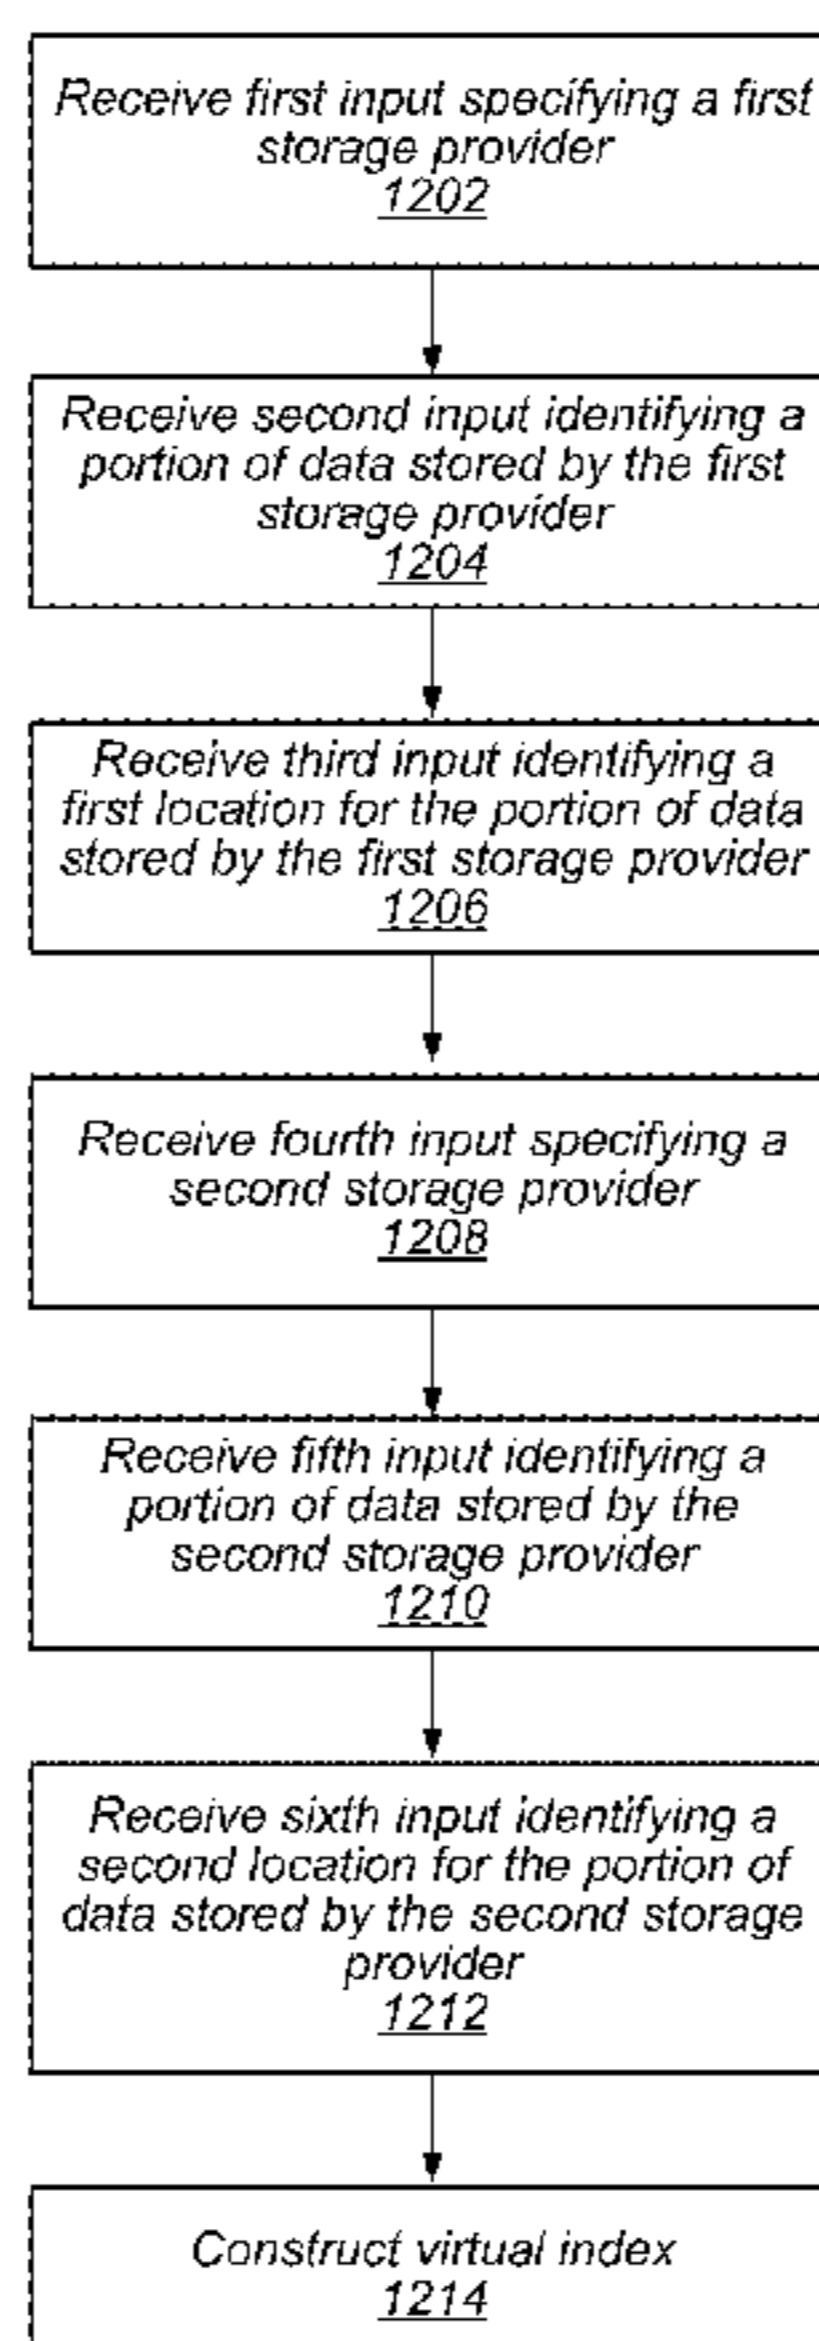 Receive first input specifying a first
storage provider
1202
Receive second input identifying a
portion of data stored by the first
storage provider
1204
Receive third input identifying a
first location for the portion of data
stored by the first storage provider
1206
Receive fourth input specifying a
second storage provider
1208
Receive fifth input identifying a
portion of data stored by the
second storage provider
1210
Receive sixth input identifying a
second location for the portion of
data stored by the second storage
provider
1212
Construct virtual index
1214